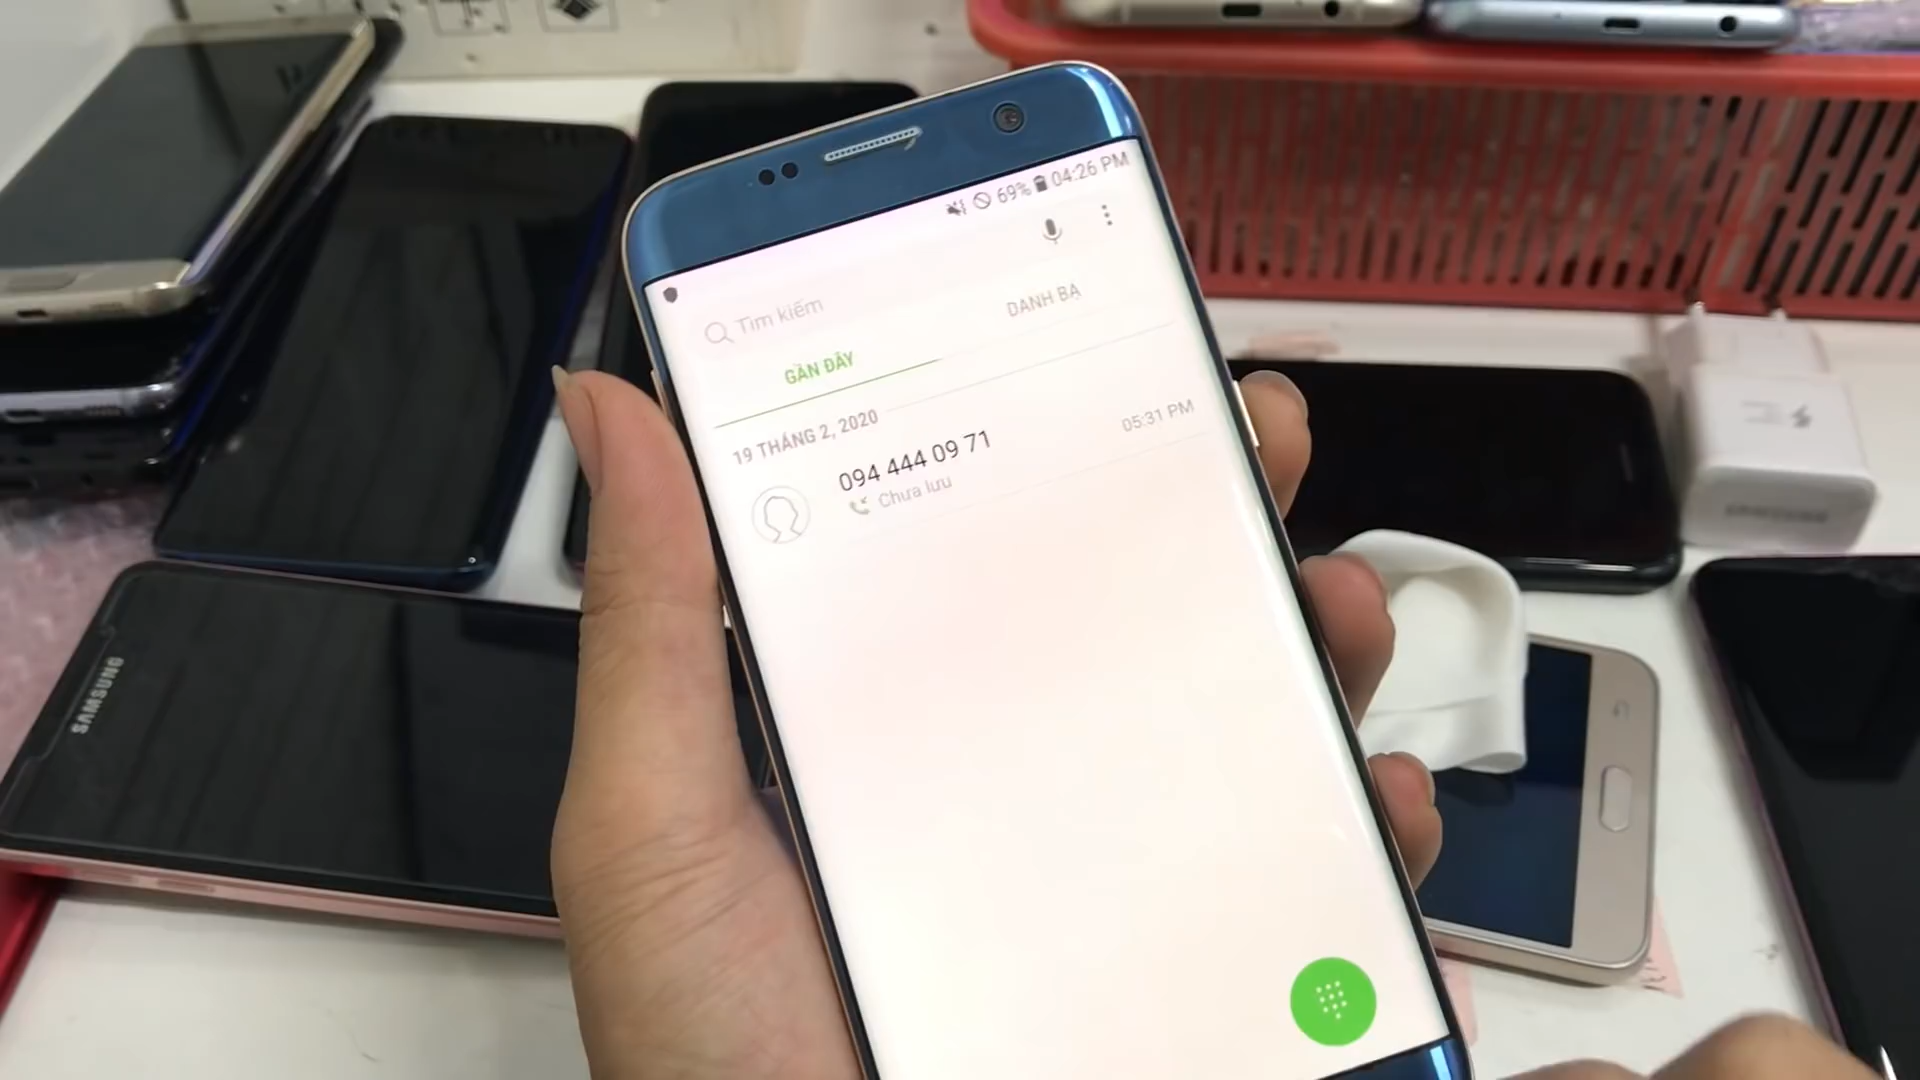 69% 04:26 PM
Tìm kiếm
GẦN ĐÂY
DANH BẠ
19 THÁNG 2, 2020
094 444 09 71
05:31 PM
Chưa lưu
SAMSUNG